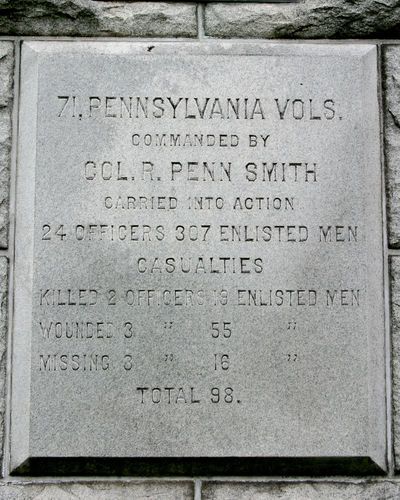 71, PENNSYLVANIA VOLS.
COMMANDED BY
COL. R. PENN SMITH
CARRIED INTO ACTION
24 OFFICERS 307 ENLISTED MEN
CASUALTIES
KILLED 2 OFFICERS 19 ENLISTED MEN
WOUNDED 3 " 55 "
MISSING 3 " 16 "
TOTAL 98.